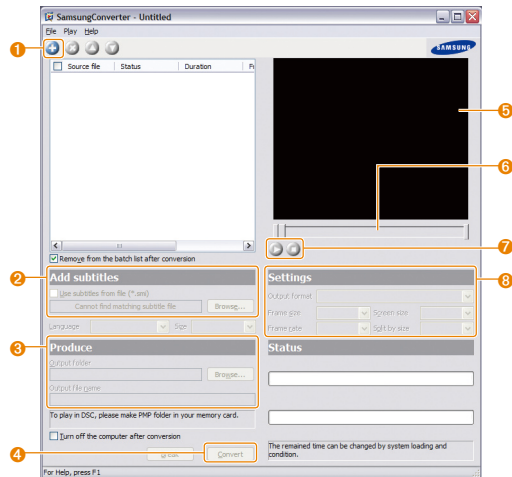 SamsungConverter - Untitled
File Play Help
1
SAMSUNG
Source file Status Duration
5
6
7
Remove from the batch list after conversion
2
Add subtitles
Use subtitles from file (*.smi)
Cannot find matching subtitle file Browse...
Language Size
8
Settings
Output format
Frame size Screen size
Frame rate Split by size
3
Produce
Output folder
Browse...
Output file name
To play in DSC, please make PMP folder in your memory card.
Turn off the computer after conversion
4
Convert
Status
The remained time can be changed by system loading and
condition.
For Help, press F1